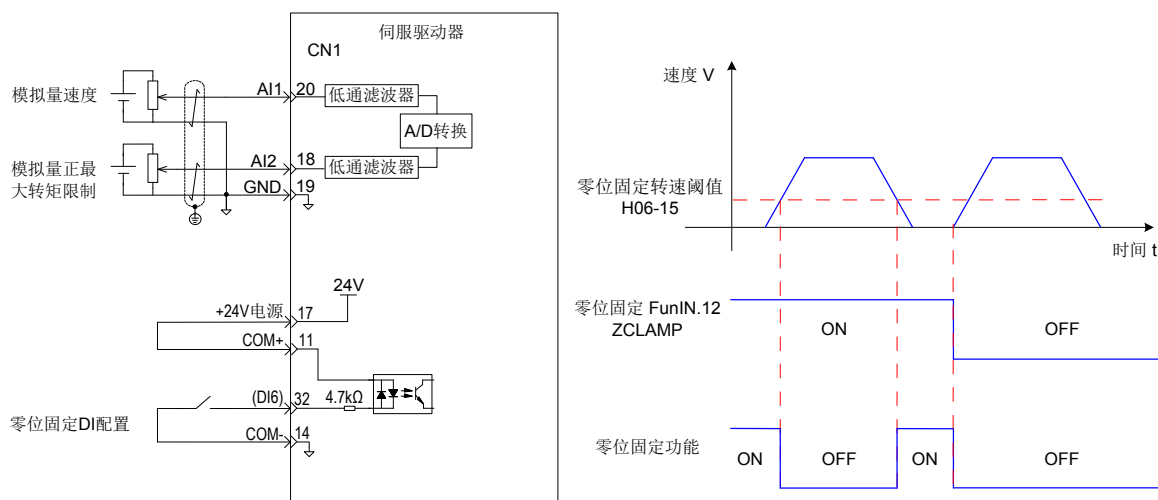 伺服驱动器
CN1
模拟量速度
AI1
20
低通滤波器
A/D转换
模拟量正最
大转矩限制
AI2
18
低通滤波器
GND
19
24V
+24V电源
17
COM+
11
零位固定DI配置
(DI6)
32
4.7kΩ
COM-
14
速度 V
零位固定转速阈值
H06-15
时间 t
零位固定 FunIN.12
ZCLAMP
ON
OFF
零位固定功能
ON
OFF
ON
OFF